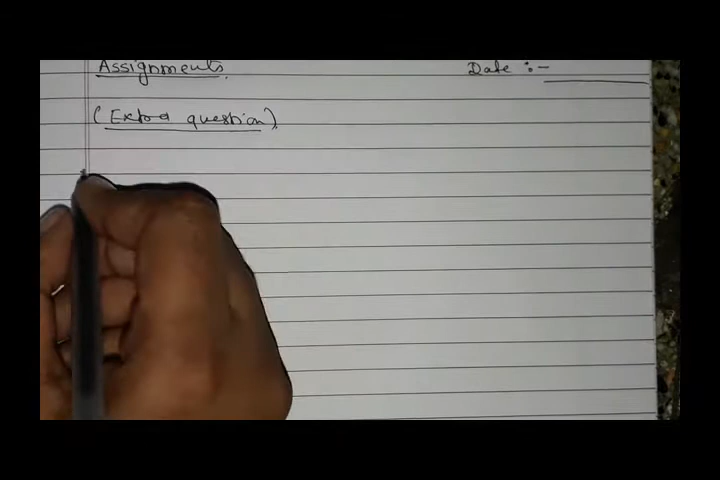 Assignments. Date :-
(Extra question).